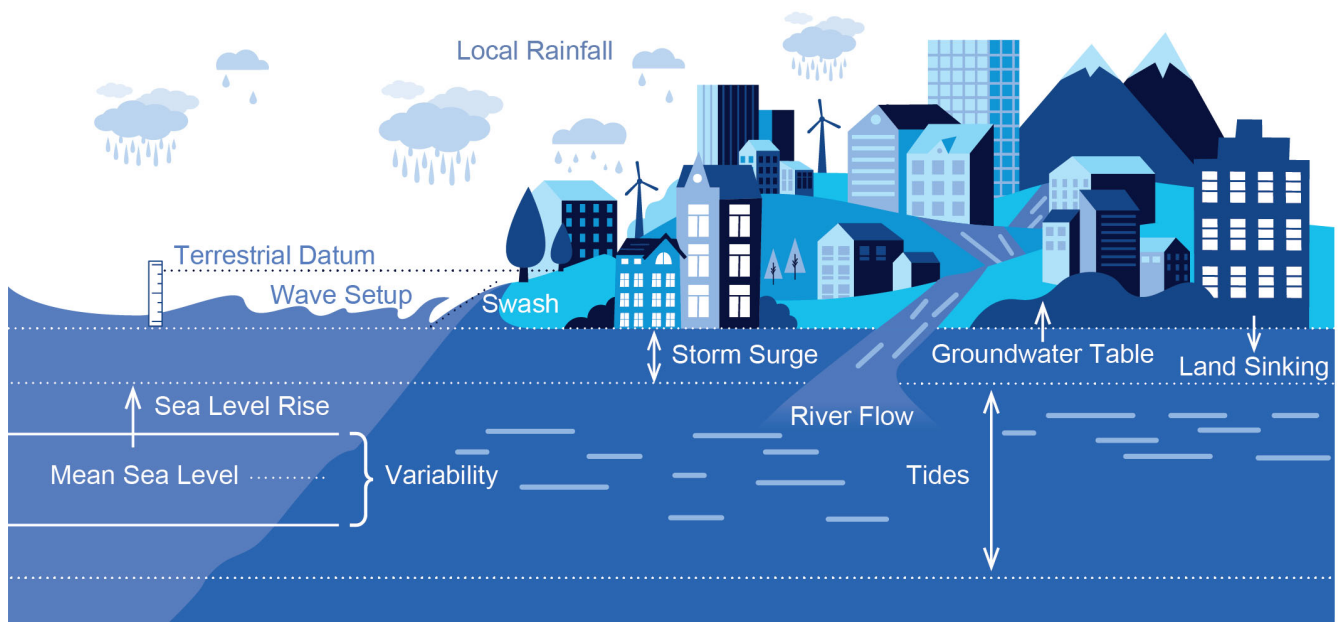 Local Rainfall
Terrestrial Datum
Wave Setup
Swash
Storm Surge
Groundwater Table
Land Sinking
Sea Level Rise
River Flow
Mean Sea Level
Variability
Tides